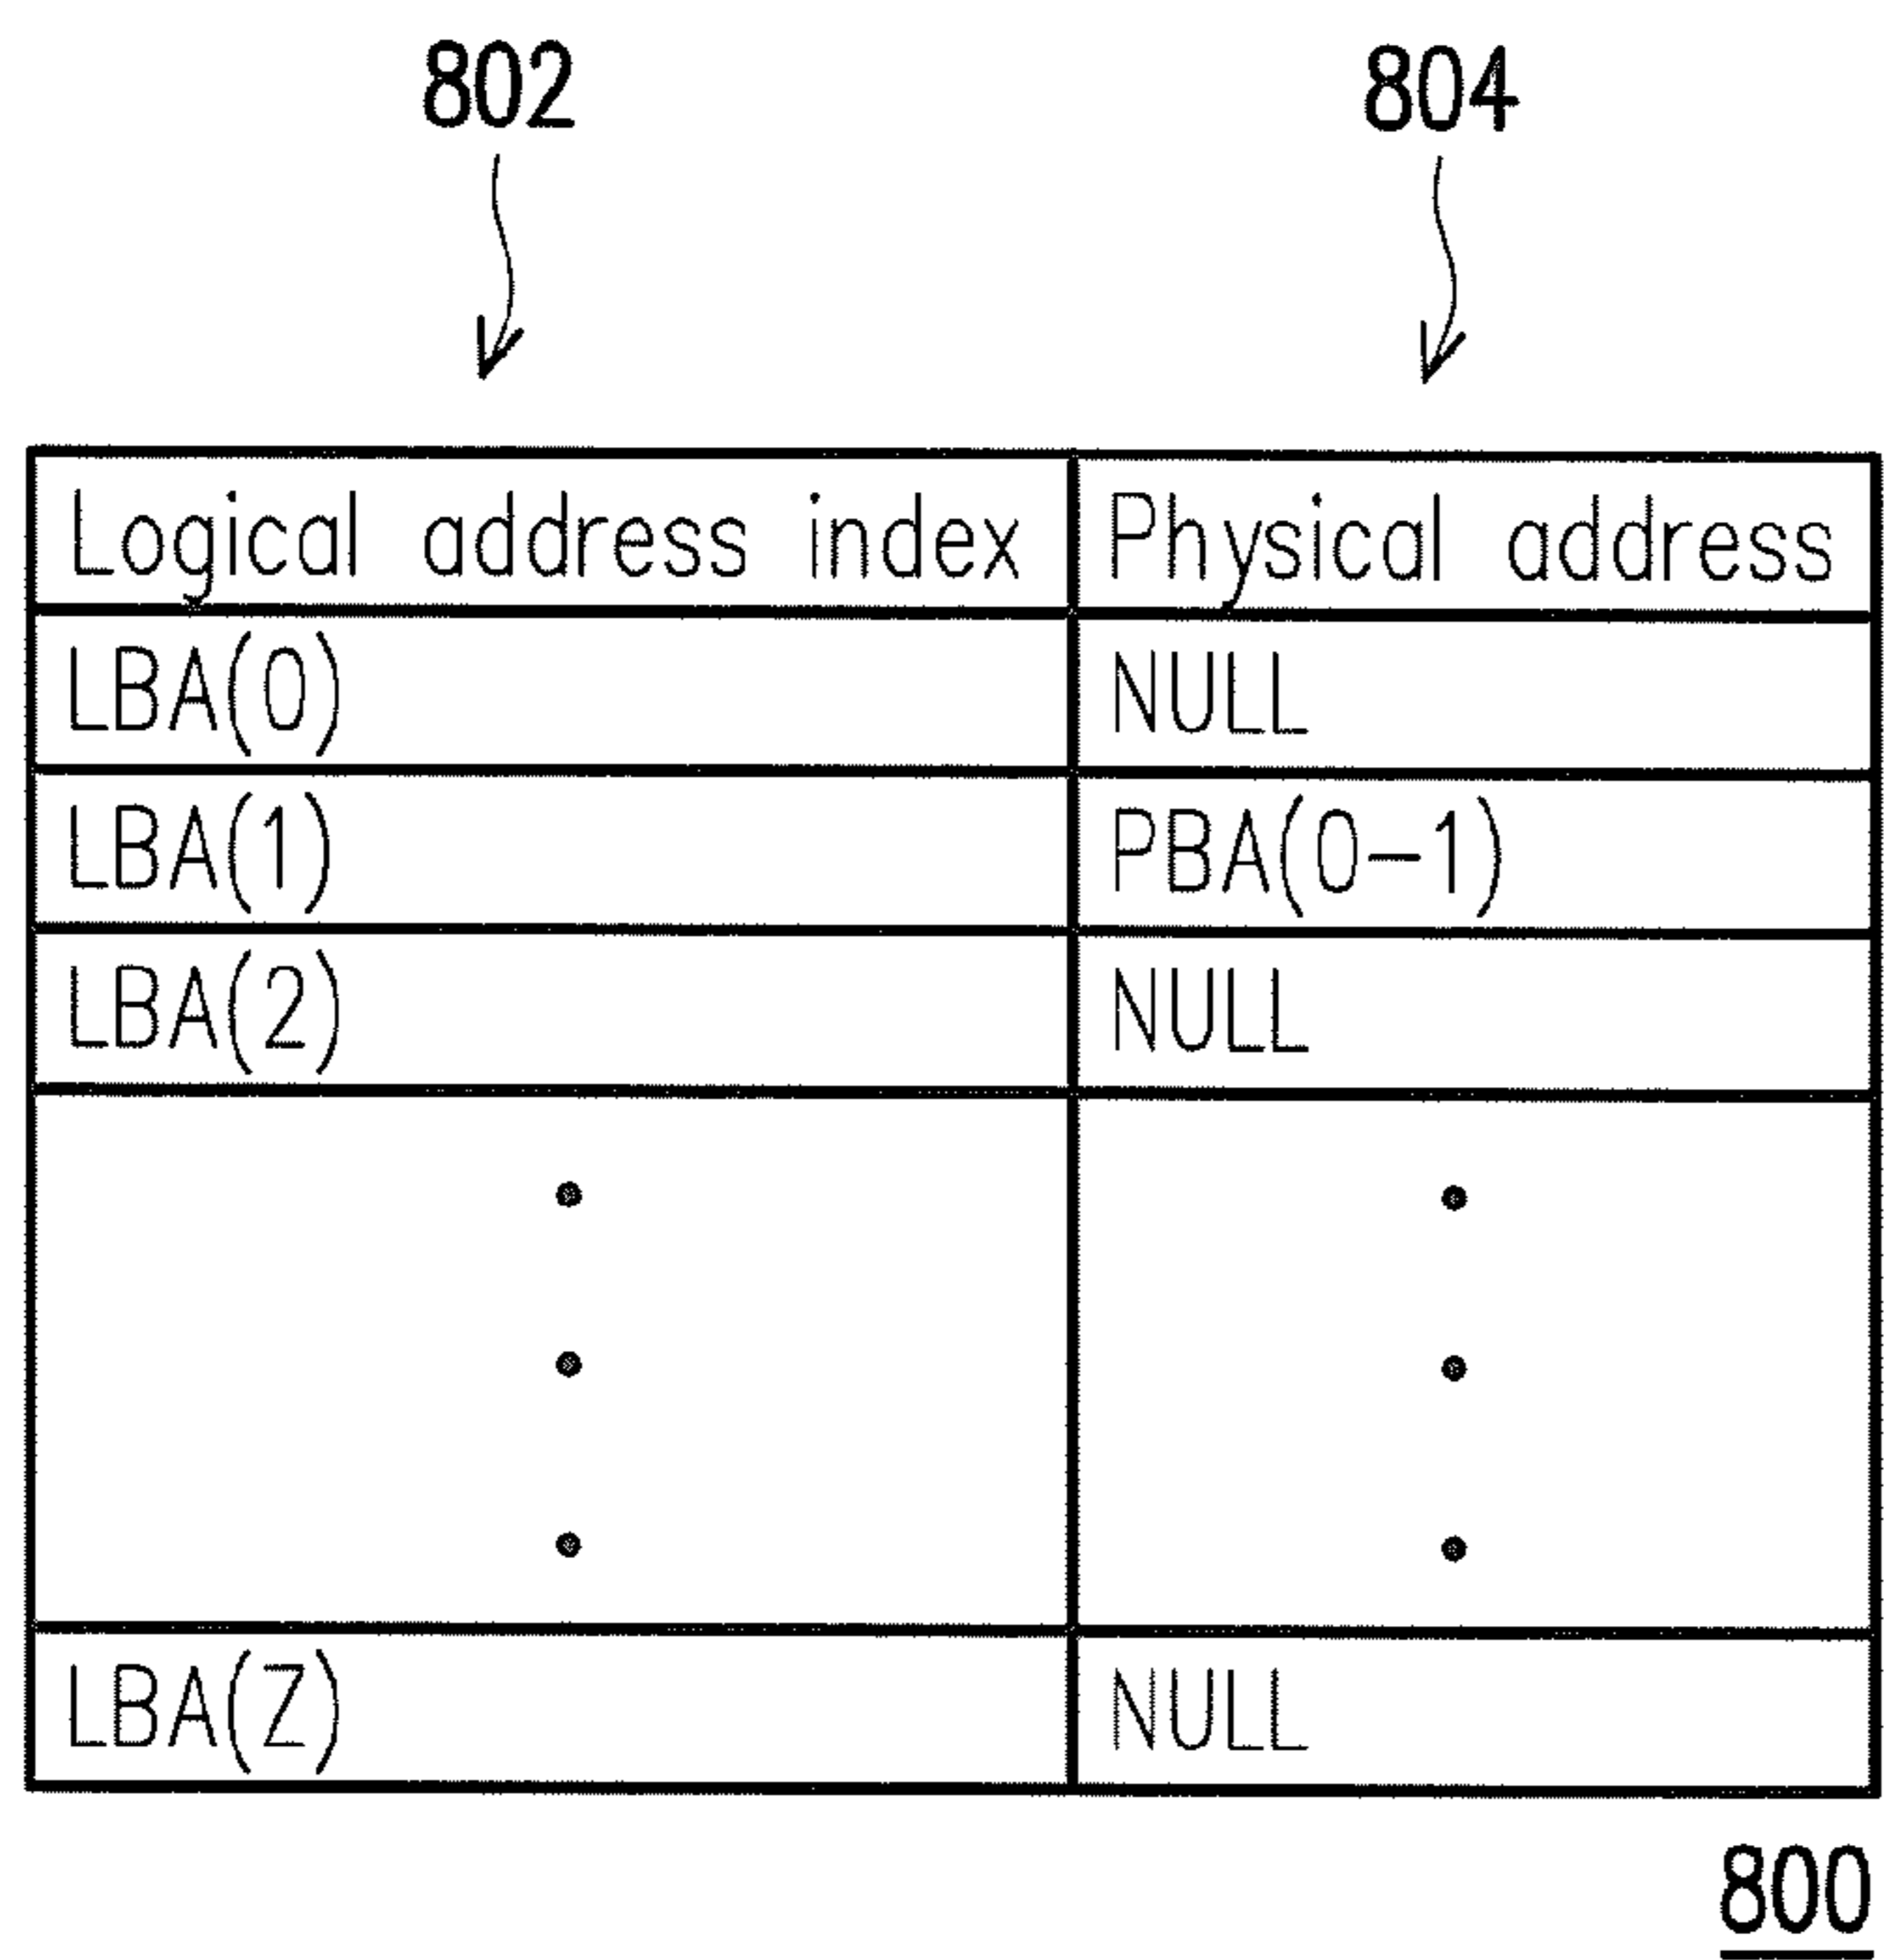 802 804
Logical address index Physical address
LBA(0) NULL
LBA(1) PBA(0-1)
LBA(2) NULL
LBA(Z) NULL
800